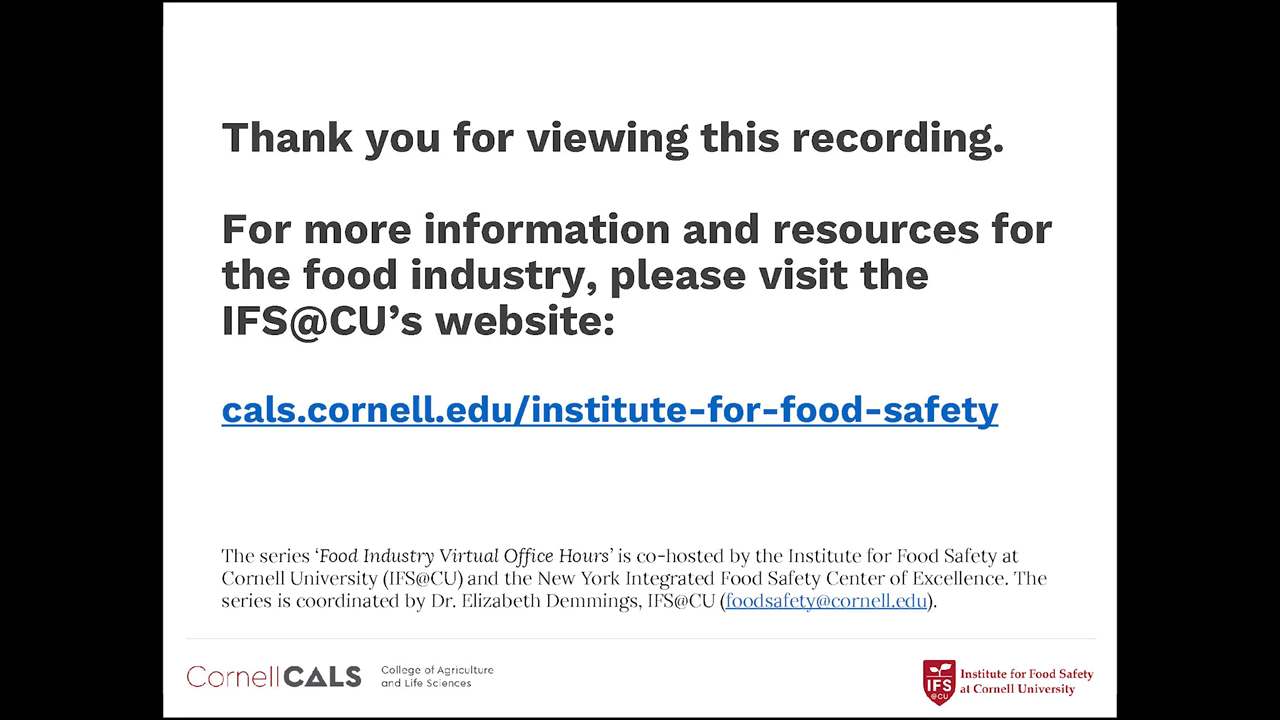 Thank you for viewing this recording.
For more information and resources for
the food industry, please visit the
IFS@CU’s website:
cals.cornell.edu/institute-for-food-safety
The series ‘Food Industry Virtual Office Hours’ is co-hosted by the Institute for Food Safety at
Cornell University (IFS@CU) and the New York Integrated Food Safety Center of Excellence. The
series is coordinated by Dr. Elizabeth Demmings, IFS@CU (foodsafety@cornell.edu).
CornellCALS
College of Agriculture
and Life Sciences
IFS
@CU
Institute for Food Safety
at Cornell University